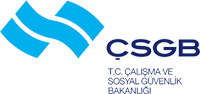 ÇSGB
T.C. ÇALIŞMA VE
SOSYAL GÜVENLİK
BAKANLIĞI